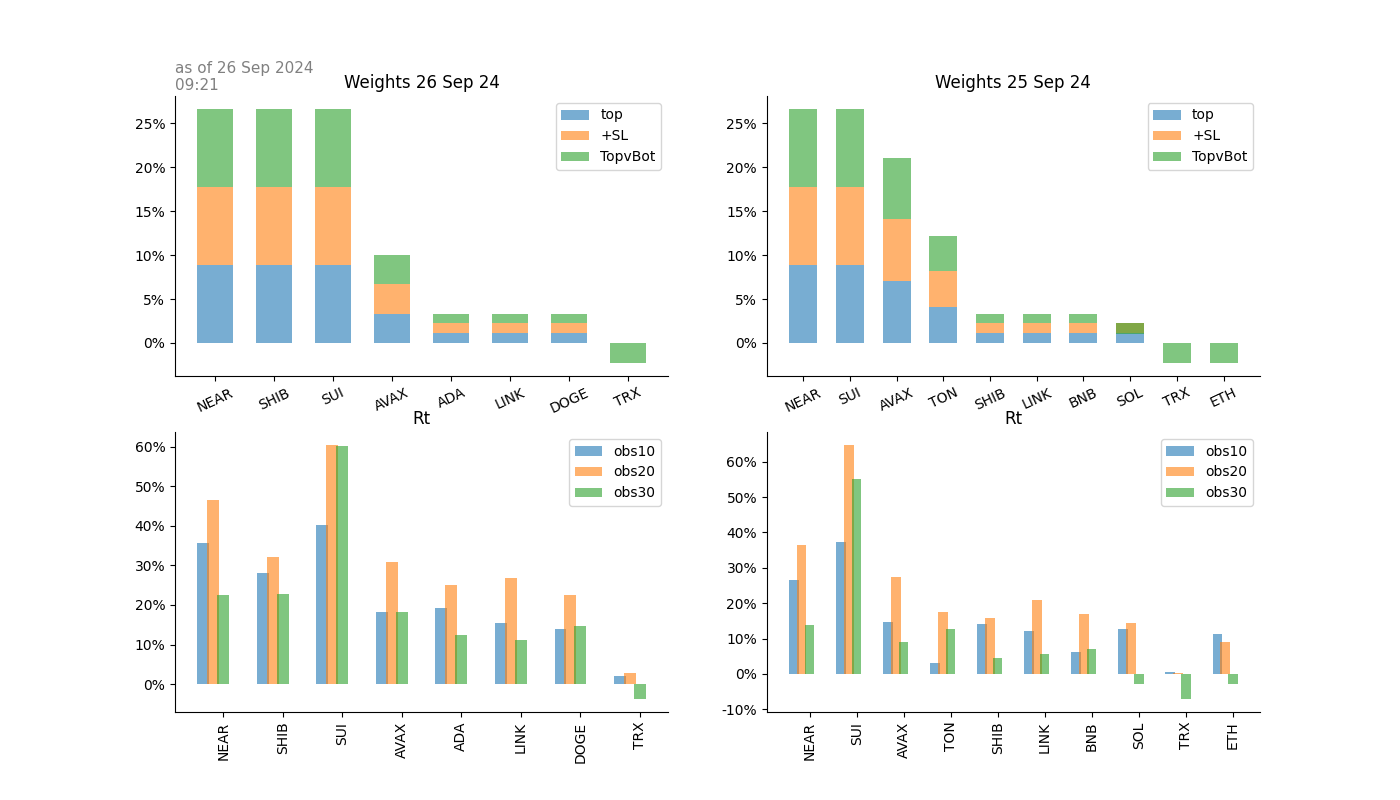 as of 26 Sep 2024
09:21
Weights 26 Sep 24
25%
20%
15%
10%
5%
0%
top
+SL
TopvBot
NEAR
SHIB
SUI
AVAX
ADA
LINK
DOGE
TRX
Weights 25 Sep 24
25%
20%
15%
10%
5%
0%
top
+SL
TopvBot
NEAR
SUI
AVAX
TON
SHIB
LINK
BNB
SOL
TRX
ETH
Rt
60%
50%
40%
30%
20%
10%
0%
obs10
obs20
obs30
NEAR
SHIB
SUI
AVAX
ADA
LINK
DOGE
TRX
Rt
60%
50%
40%
30%
20%
10%
0%
-10%
obs10
obs20
obs30
NEAR
SUI
AVAX
TON
SHIB
LINK
BNB
SOL
TRX
ETH